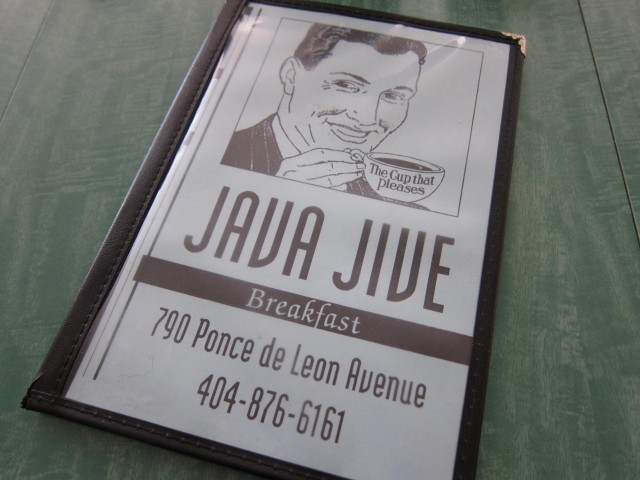 The Cup that
pleases
JAVA JIVE
Breakfast
790 Ponce de Leon Avenue
404-876-6161